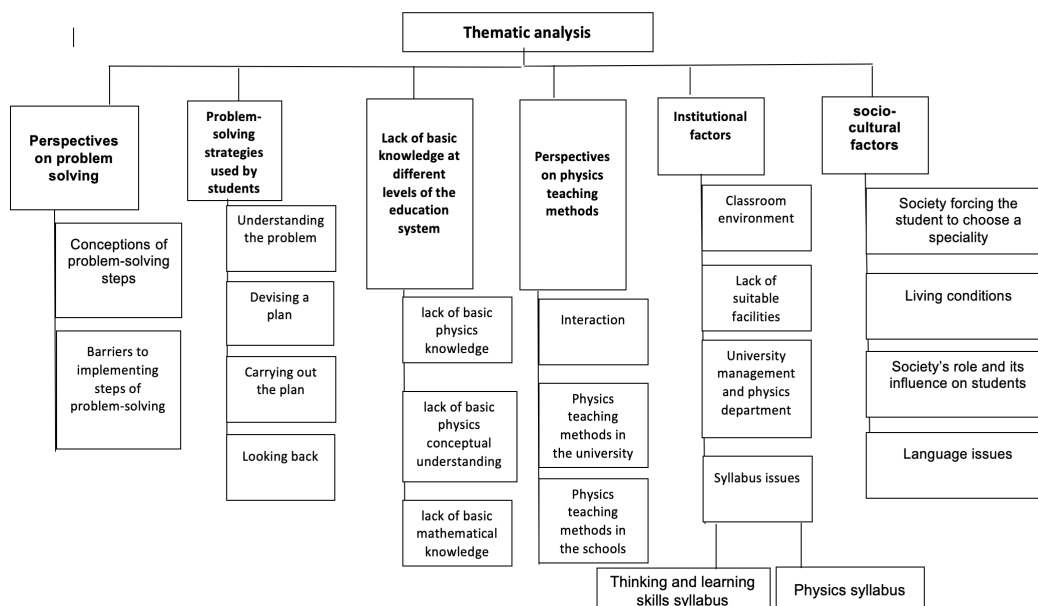 Thematic analysis
Perspectives
on problem
solving
Conceptions of
problem-solving
steps
Barriers to
implementing
steps of
problem-solving
Problem-
solving
strategies
used by
students
Understanding
the problem
Devising a
plan
Carrying out
the plan
Looking back
Lack of basic
knowledge at
different
levels of the
education
system
lack of basic
physics
knowledge
lack of basic
physics
conceptual
understanding
lack of basic
mathematical
knowledge
Perspectives
on physics
teaching
methods
Interaction
Physics
teaching
methods in
the university
Physics
teaching
methods in
the schools
Institutional
factors
Classroom
environment
Lack of
suitable
facilities
University
management
and physics
department
Syllabus issues
Thinking and learning
skills syllabus
Physics syllabus
socio-
cultural
factors
Society forcing the
student to choose a
speciality
Living conditions
Society’s role and its
influence on students
Language issues